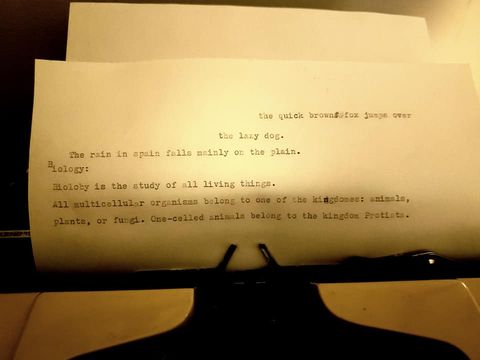 the quick brown fox jumps over
the lazy dog.
The rain in spain falls mainly on the plain.
Biology:
Bioloby is the study of all living things.
All multicellular organisms belong to one of the kingdomes: animals,
plants, or fungi. One-celled animals belong to the kingdom Protists.